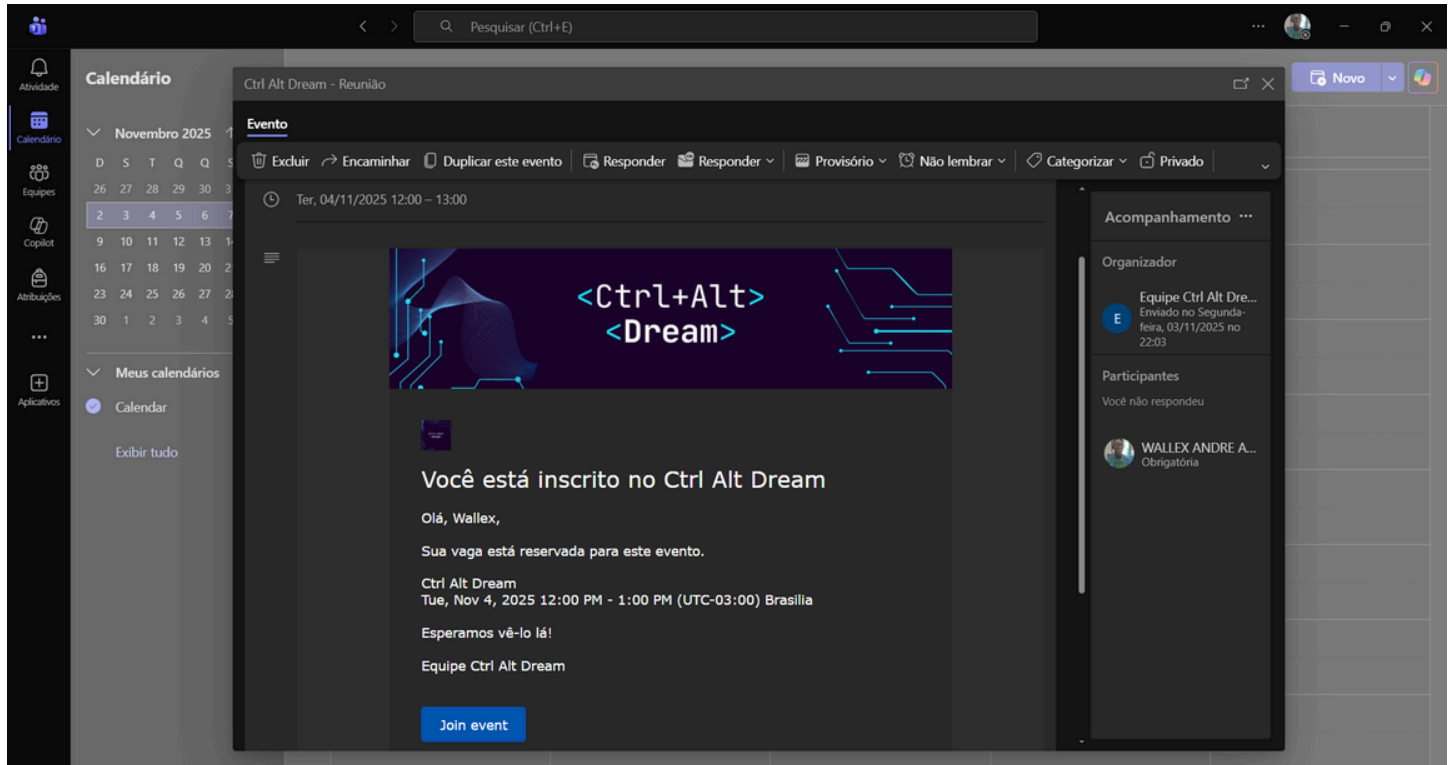 Pesquisar (Ctrl+E)
Atividade
Calendário
Equipes
Copilot
Atribuições
Aplicativos
Calendário
Novembro 2025
D S T Q Q S
26 27 28 29 30 3
2 3 4 5 6 7
9 10 11 12 13 14
16 17 18 19 20 2
23 24 25 26 27 28
30 1 2 3 4 5
Meus calendários
Calendar
Exibir tudo
Novo
Ctrl Alt Dream - Reunião
Evento
Excluir Encaminhar Duplicar este evento Responder Responder Provisório Não lembrar Categorizar Privado
Ter, 04/11/2025 12:00 – 13:00
<Ctrl+Alt>
<Dream>
Você está inscrito no Ctrl Alt Dream
Olá, Wallex,
Sua vaga está reservada para este evento.
Ctrl Alt Dream
Tue, Nov 4, 2025 12:00 PM - 1:00 PM (UTC-03:00) Brasilia
Esperamos vê-lo lá!
Equipe Ctrl Alt Dream
Join event
Acompanhamento
Organizador
E
Equipe Ctrl Alt Dre...
Enviado no Segunda-
feira, 03/11/2025 no
22:03
Participantes
Você não respondeu
WALLEX ANDRE A...
Obrigatória